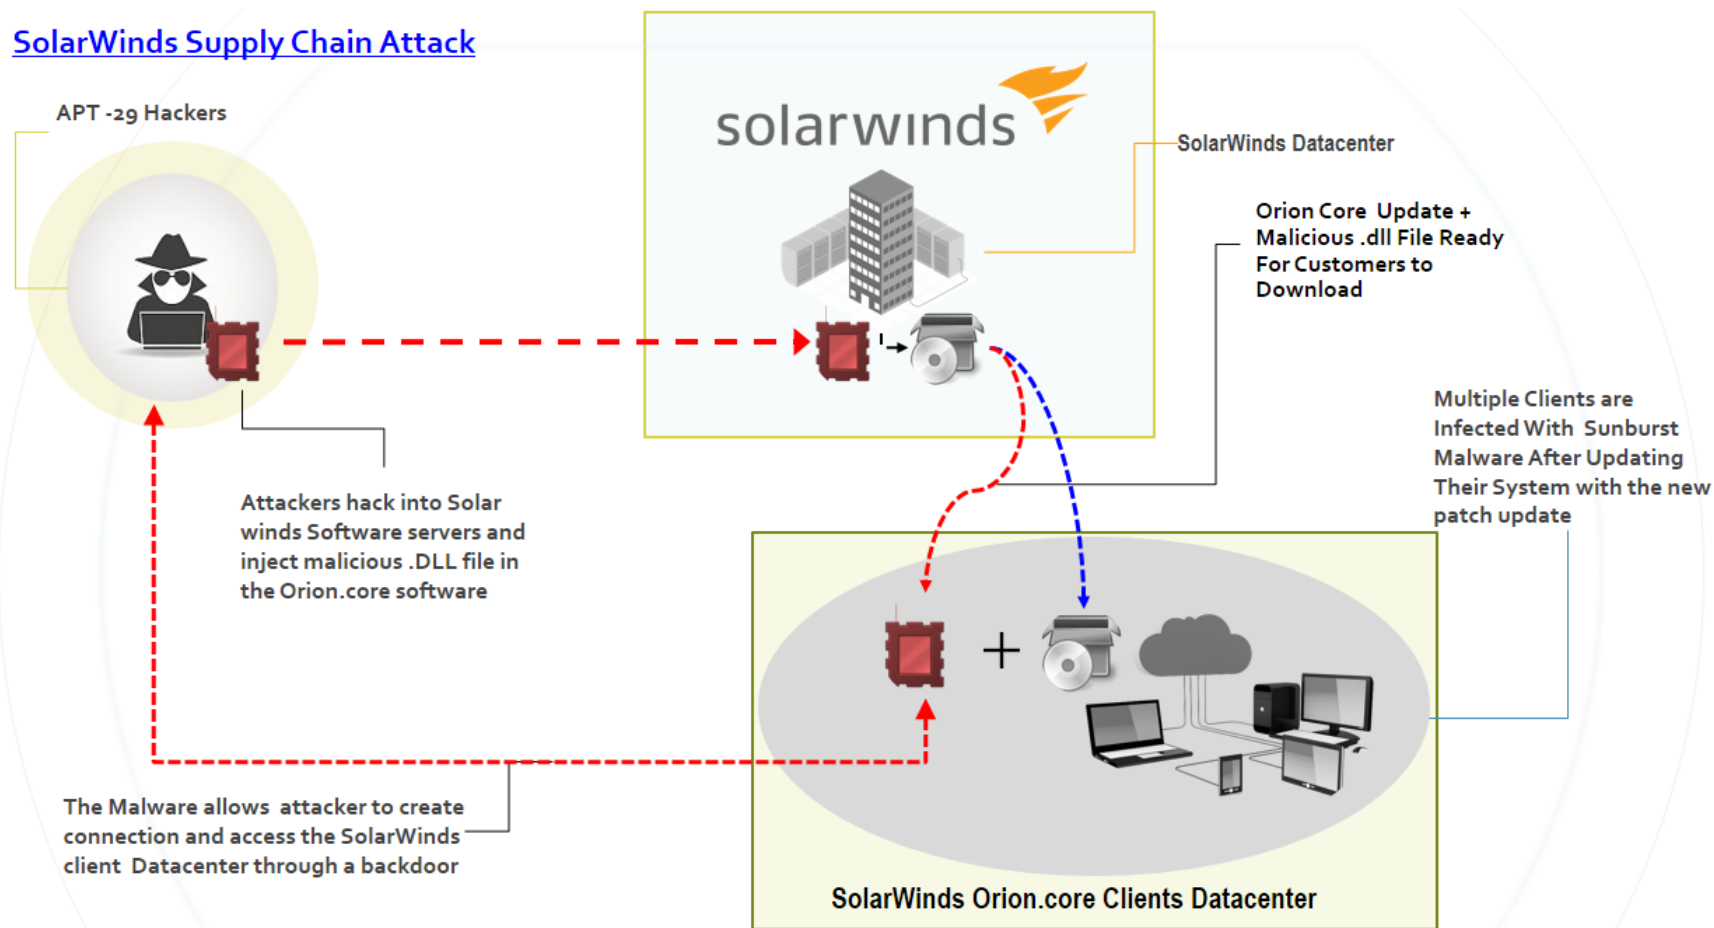 SolarWinds Supply Chain Attack
APT -29 Hackers
solarwinds
SolarWinds Datacenter
Orion Core Update +
Malicious .dll File Ready
For Customers to
Download
Multiple Clients are
Infected With Sunburst
Malware After Updating
Their System with the new
patch update
Attackers hack into Solar
winds Software servers and
inject malicious .DLL file in
the Orion.core software
The Malware allows attacker to create
connection and access the SolarWinds
client Datacenter through a backdoor
SolarWinds Orion.core Clients Datacenter